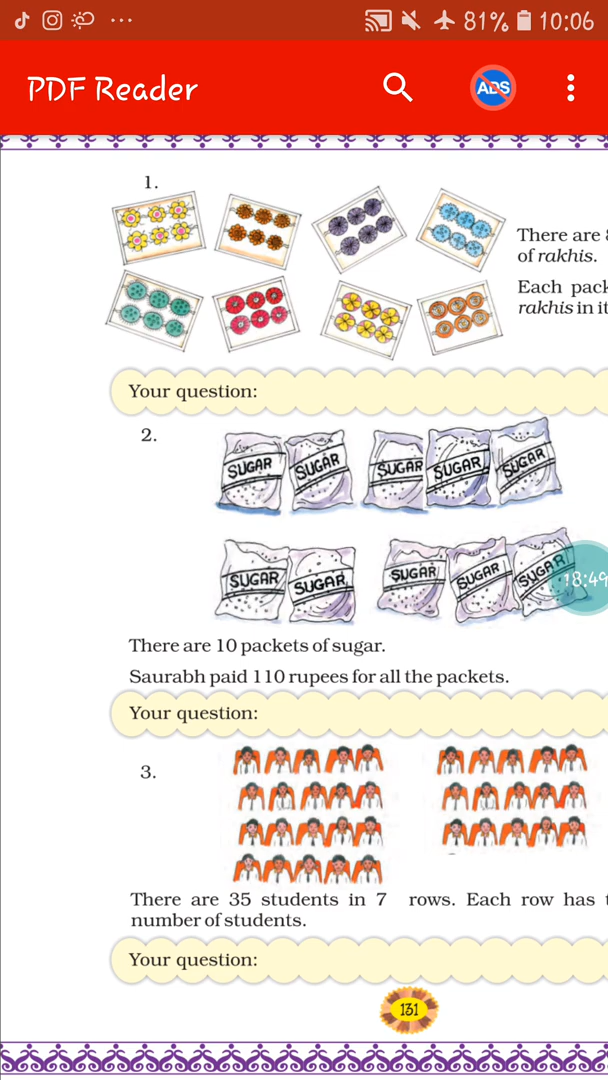 81% 10:06
PDF Reader
ADS
1.
There are 8
of rakhis.
Each pack
rakhis in it
Your question:
2.
SUGAR SUGAR SUGAR SUGAR SUGAR
SUGAR SUGAR SUGAR SUGAR SUGAR
18:49
There are 10 packets of sugar.
Saurabh paid 110 rupees for all the packets.
Your question:
3.
There are 35 students in 7 rows. Each row has t
number of students.
Your question:
131